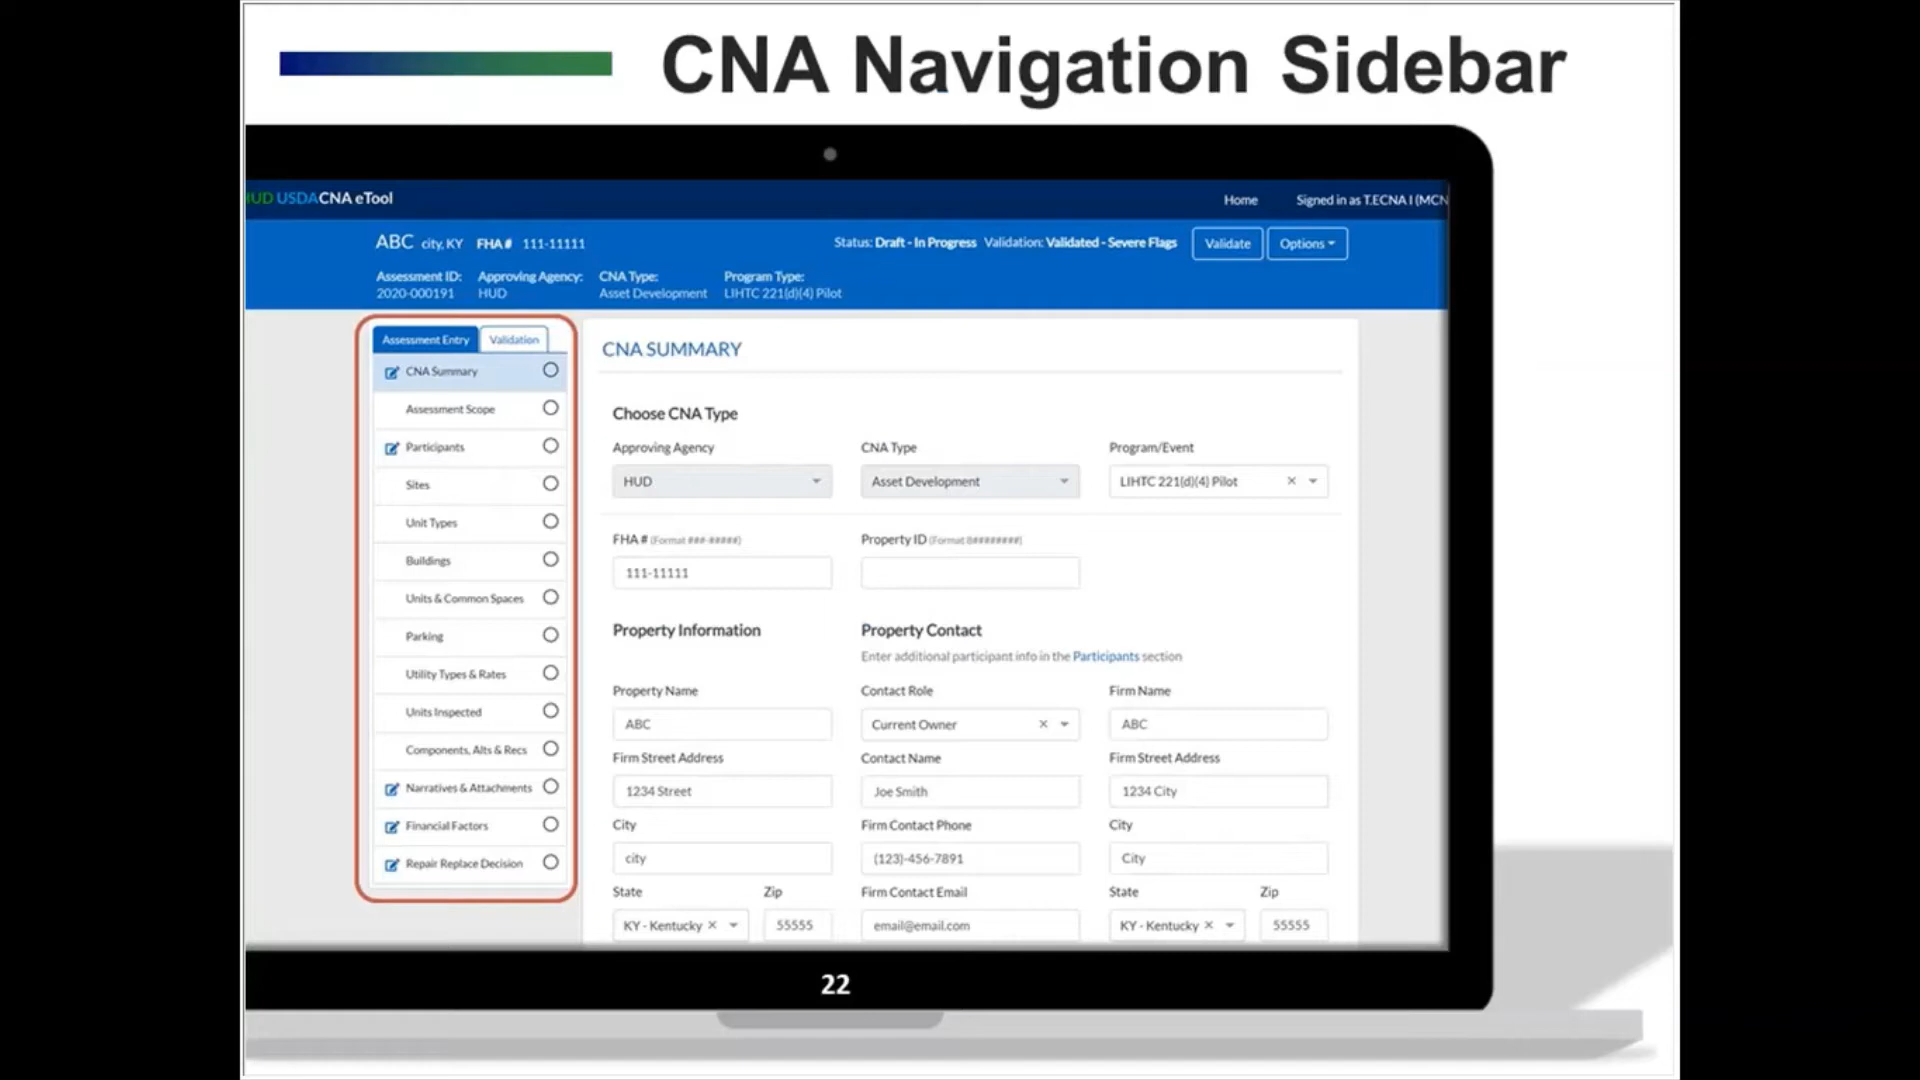 CNA Navigation Sidebar
HUD USDA CNA eTool
Home
Signed in as T.ECNA I (MCN
ABC city, KY FHA # 111-11111
Status: Draft - In Progress Validation: Validated - Severe Flags
Validate
Options
Assessment ID: Approving Agency: CNA Type: Program Type:
2020-000191 HUD Asset Development LIHTC 221(d)(4) Pilot
Assessment Entry
Validation
CNA Summary
Assessment Scope
Participants
Sites
Unit Types
Buildings
Units & Common Spaces
Parking
Utility Types & Rates
Units Inspected
Components, Alts & Recs
Narratives & Attachments
Financial Factors
Repair Replace Decision
CNA SUMMARY
Choose CNA Type
Approving Agency CNA Type Program/Event
HUD Asset Development LIHTC 221(d)(4) Pilot
FHA # (Format ###-#####) Property ID (Format 8########)
111-11111
Property Information Property Contact
Enter additional participant info in the Participants section
Property Name Contact Role Firm Name
ABC Current Owner ABC
Firm Street Address Contact Name Firm Street Address
1234 Street Joe Smith 1234 City
City Firm Contact Phone City
city (123)-456-7891 City
State Zip Firm Contact Email State Zip
KY - Kentucky 55555 email@email.com KY - Kentucky 55555
22